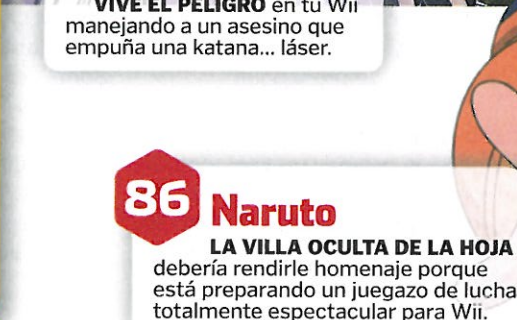 VIVE EL PELIGRO en tu Wii
manejando a un asesino que
empuña una katana... láser.
86 Naruto
LA VILLA OCULTA DE LA HOJA
debería rendirle homenaje porque
está preparando un juegazo de lucha
totalmente espectacular para Wii.